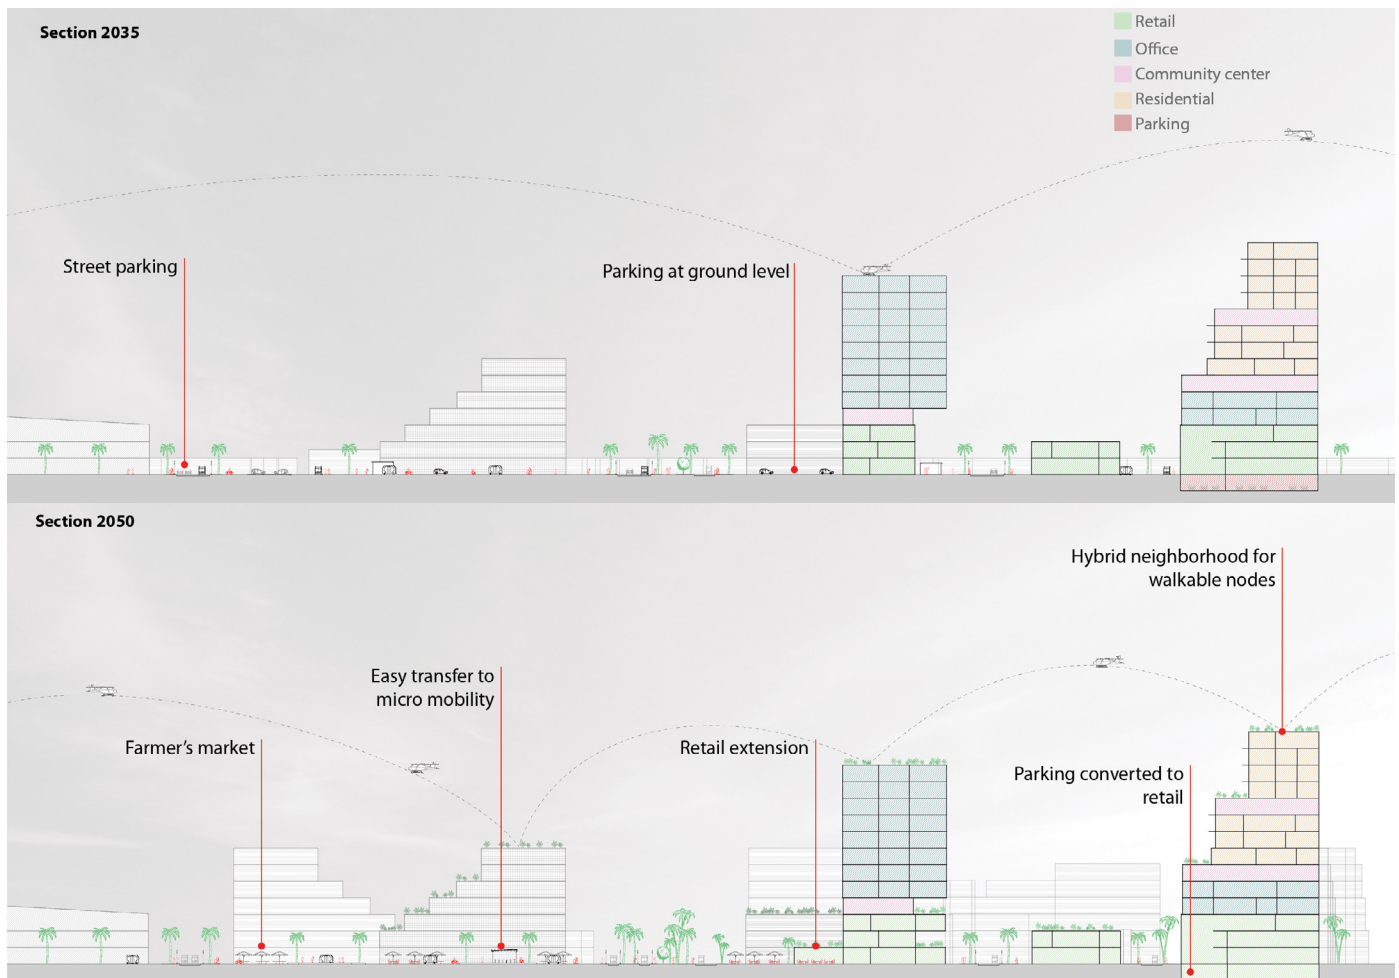 Section 2035
Retail
Office
Community center
Residential
Parking
Street parking
Parking at ground level
Section 2050
Hybrid neighborhood for
walkable nodes
Easy transfer to
micro mobility
Farmer's market
Retail extension
Parking converted to
retail